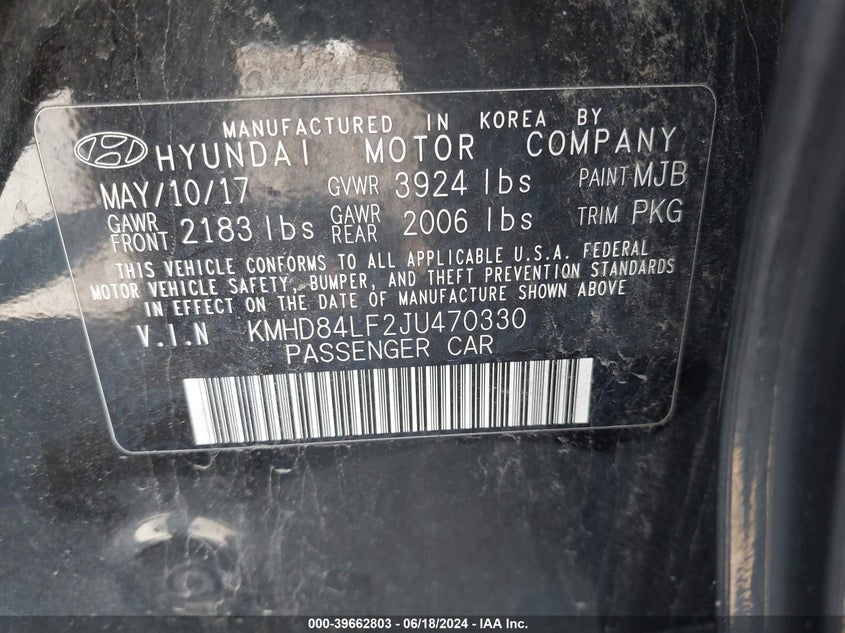 MANUFACTURED IN KOREA BY
HYUNDAI MOTOR COMPANY
MAY/10/17 GVWR 3924 lbs PAINT MJB
GAWR FRONT 2183 lbs GAWR REAR 2006 lbs TRIM PKG
THIS VEHICLE CONFORMS TO ALL APPLICABLE U.S.A. FEDERAL
MOTOR VEHICLE SAFETY, BUMPER, AND THEFT PREVENTION STANDARDS
IN EFFECT ON THE DATE OF MANUFACTURE SHOWN ABOVE
V.I.N KMHD84LF2JU470330
PASSENGER CAR
000-39662803 - 06/18/2024 - IAA Inc.